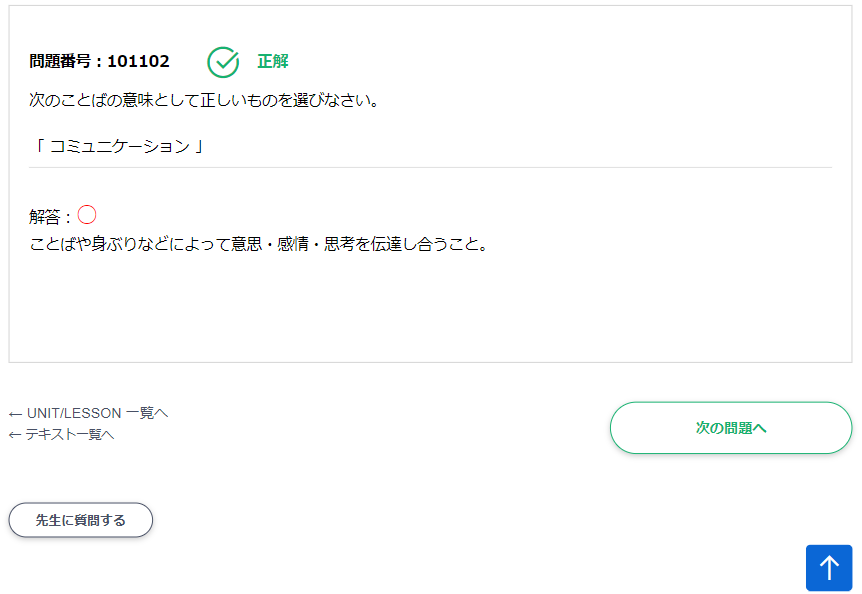 問題番号：101102 正解
次のことばの意味として正しいものを選びなさい。
「 コミュニケーション 」
解答：〇
ことばや身ぶりなどによって意思・感情・思考を伝達し合うこと。
← UNIT/LESSON 一覧へ
← テキスト一覧へ
次の問題へ
先生に質問する